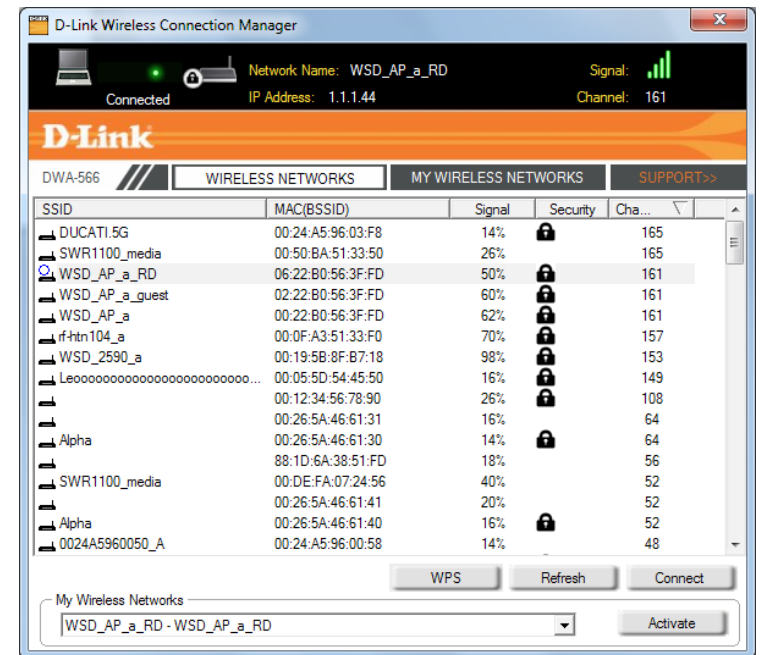 D-Link Wireless Connection Manager
Network Name: WSD_AP_a_RD Signal:
Connected IP Address: 1.1.1.44 Channel: 161
D-Link
DWA-566 WIRELESS NETWORKS MY WIRELESS NETWORKS SUPPORT>>
SSID MAC(BSSID) Signal Security Cha...
DUCATI.5G 00:24:A5:96:03:F8 14% 165
SWR1100_media 00:50:BA:51:33:50 26% 165
WSD_AP_a_RD 06:22:B0:56:3F:FD 50% 161
WSD_AP_a_guest 02:22:B0:56:3F:FD 60% 161
WSD_AP_a 00:22:B0:56:3F:FD 62% 161
rf-htn104_a 00:0F:A3:51:33:F0 70% 157
WSD_2590_a 00:19:5B:8F:B7:18 98% 153
Leooooooooooooooooooooooooo... 00:05:5D:54:45:50 16% 149
00:12:34:56:78:90 26% 108
00:26:5A:46:61:31 16% 64
Alpha 00:26:5A:46:61:30 14% 64
88:1D:6A:38:51:FD 18% 56
SWR1100_media 00:DE:FA:07:24:56 40% 52
00:26:5A:46:61:41 20% 52
Alpha 00:26:5A:46:61:40 16% 52
0024A5960050_A 00:24:A5:96:00:58 14% 48
WPS Refresh Connect
My Wireless Networks
WSD_AP_a_RD - WSD_AP_a_RD Activate